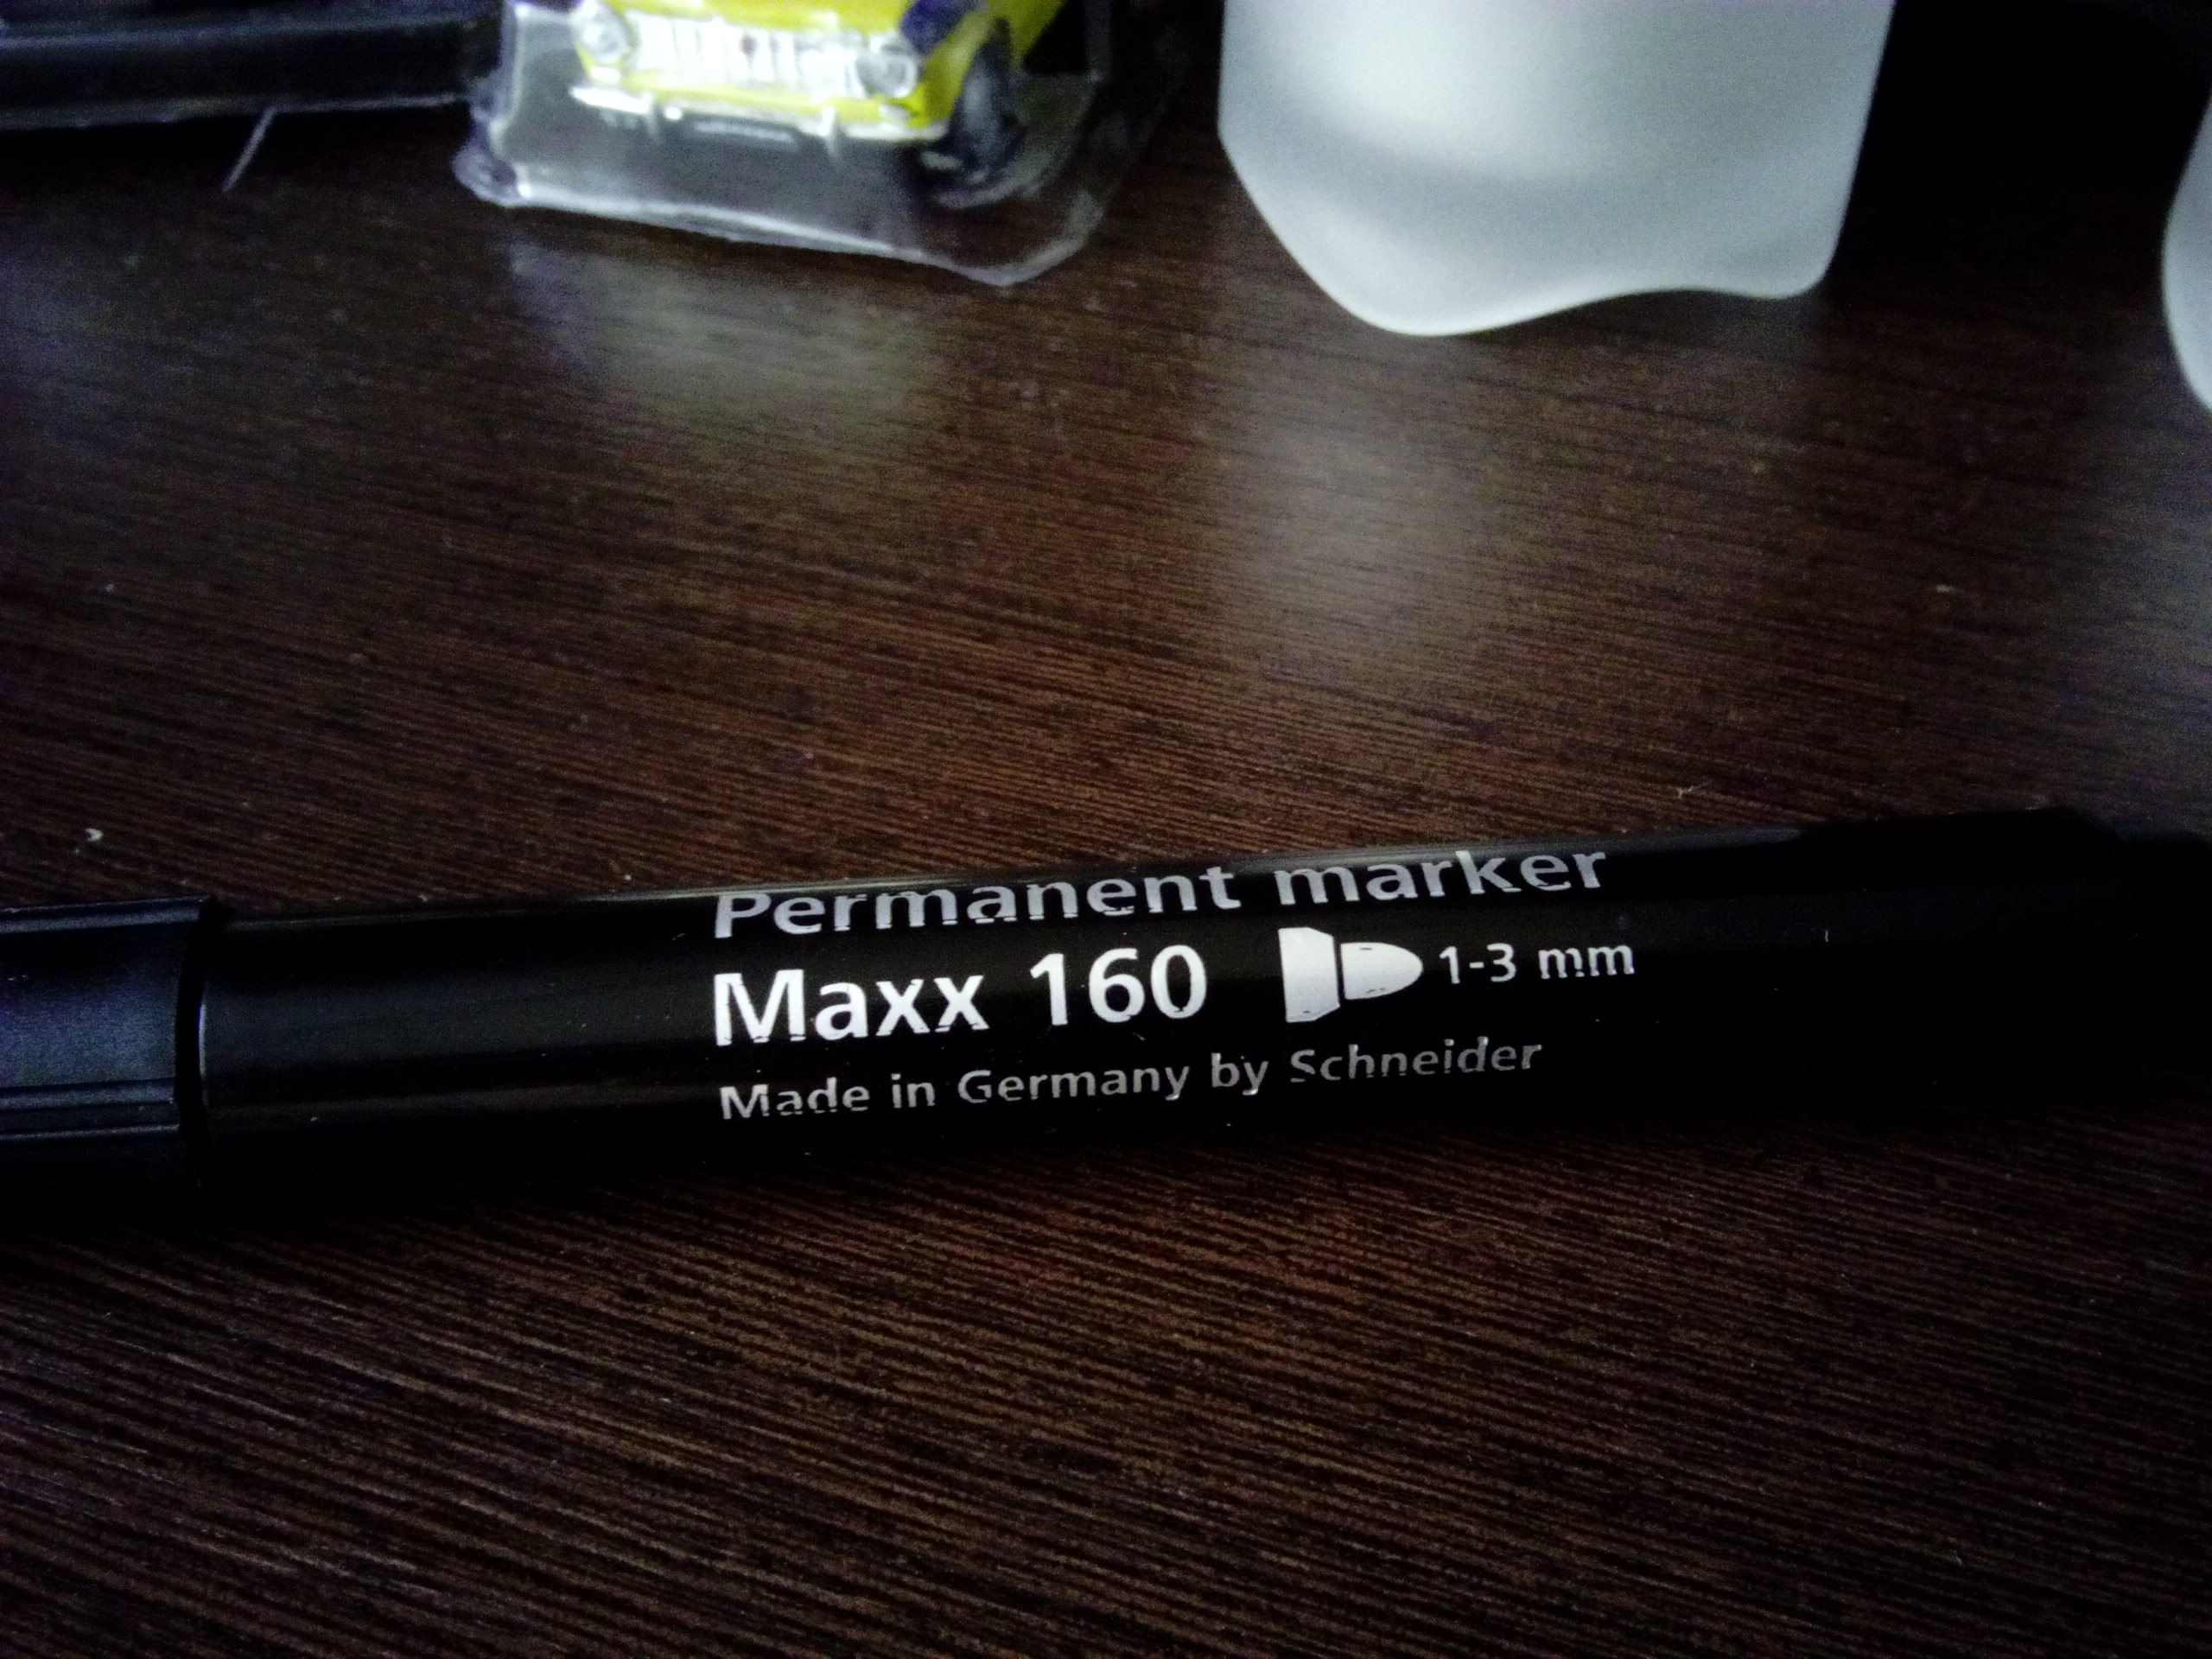 Permanent marker
Maxx 160 1-3 mm
Made in Germany by Schneider